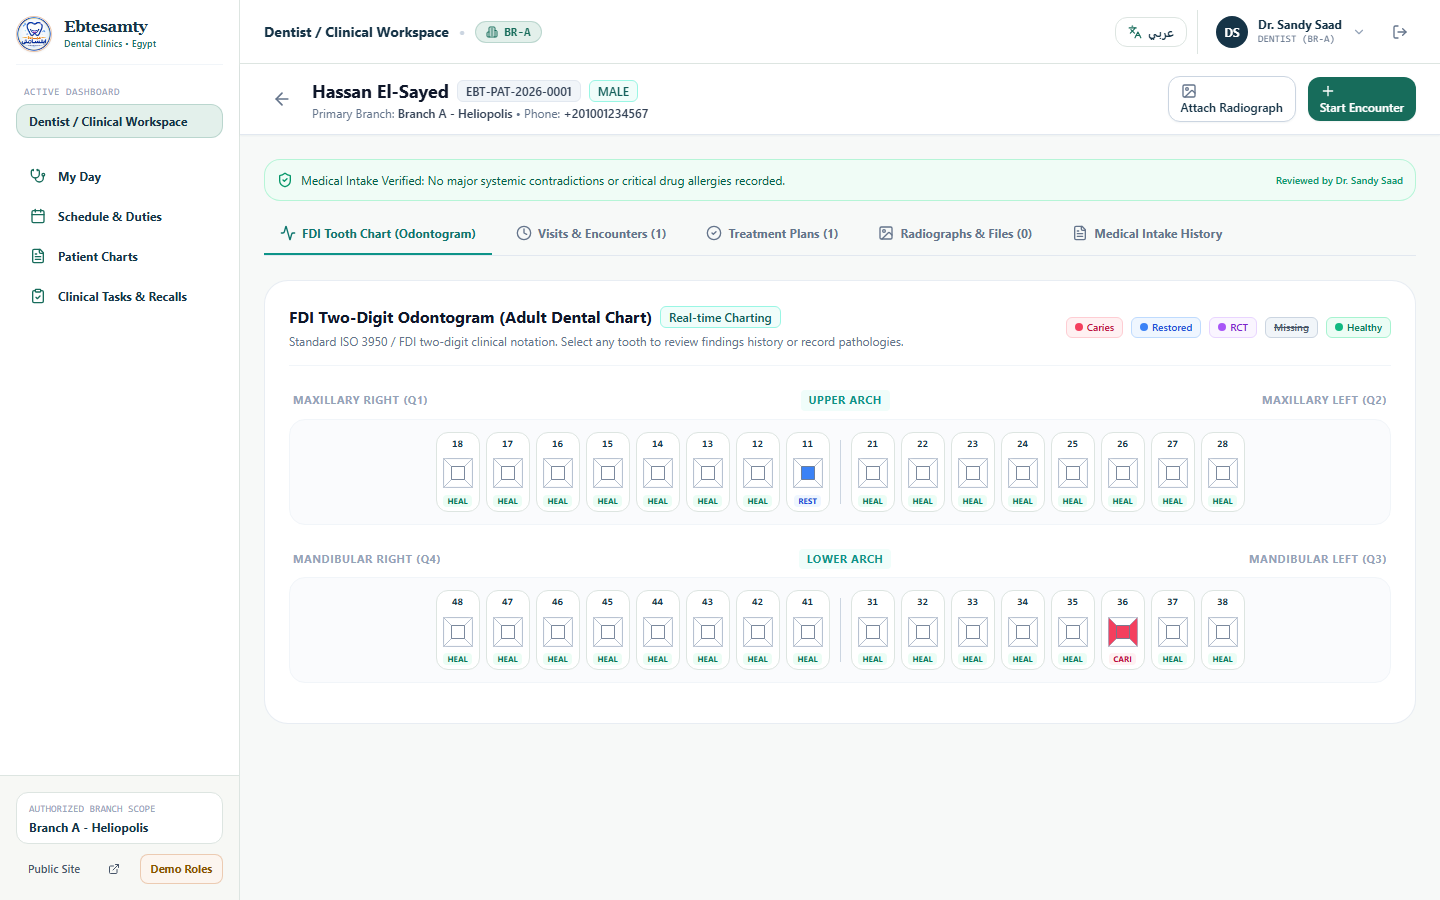 Ebtesamty
Dental Clinics • Egypt
ACTIVE DASHBOARD
Dentist / Clinical Workspace
My Day
Schedule & Duties
Patient Charts
Clinical Tasks & Recalls
AUTHORIZED BRANCH SCOPE
Branch A - Heliopolis
Public Site
Demo Roles
Dentist / Clinical Workspace
BR-A
عربي
DS
Dr. Sandy Saad
DENTIST (BR-A)
Hassan El-Sayed
EBT-PAT-2026-0001
MALE
Primary Branch: Branch A - Heliopolis • Phone: +201001234567
Attach Radiograph
Start Encounter
Medical Intake Verified: No major systemic contradictions or critical drug allergies recorded.
Reviewed by Dr. Sandy Saad
FDI Tooth Chart (Odontogram)
Visits & Encounters (1)
Treatment Plans (1)
Radiographs & Files (0)
Medical Intake History
FDI Two-Digit Odontogram (Adult Dental Chart)
Real-time Charting
Standard ISO 3950 / FDI two-digit clinical notation. Select any tooth to review findings history or record pathologies.
Caries
Restored
RCT
Missing
Healthy
MAXILLARY RIGHT (Q1)
UPPER ARCH
MAXILLARY LEFT (Q2)
18 17 16 15 14 13 12 11 21 22 23 24 25 26 27 28
HEAL HEAL HEAL HEAL HEAL HEAL HEAL REST HEAL HEAL HEAL HEAL HEAL HEAL HEAL HEAL
MANDIBULAR RIGHT (Q4)
LOWER ARCH
MANDIBULAR LEFT (Q3)
48 47 46 45 44 43 42 41 31 32 33 34 35 36 37 38
HEAL HEAL HEAL HEAL HEAL HEAL HEAL HEAL HEAL HEAL HEAL HEAL HEAL CARI HEAL HEAL